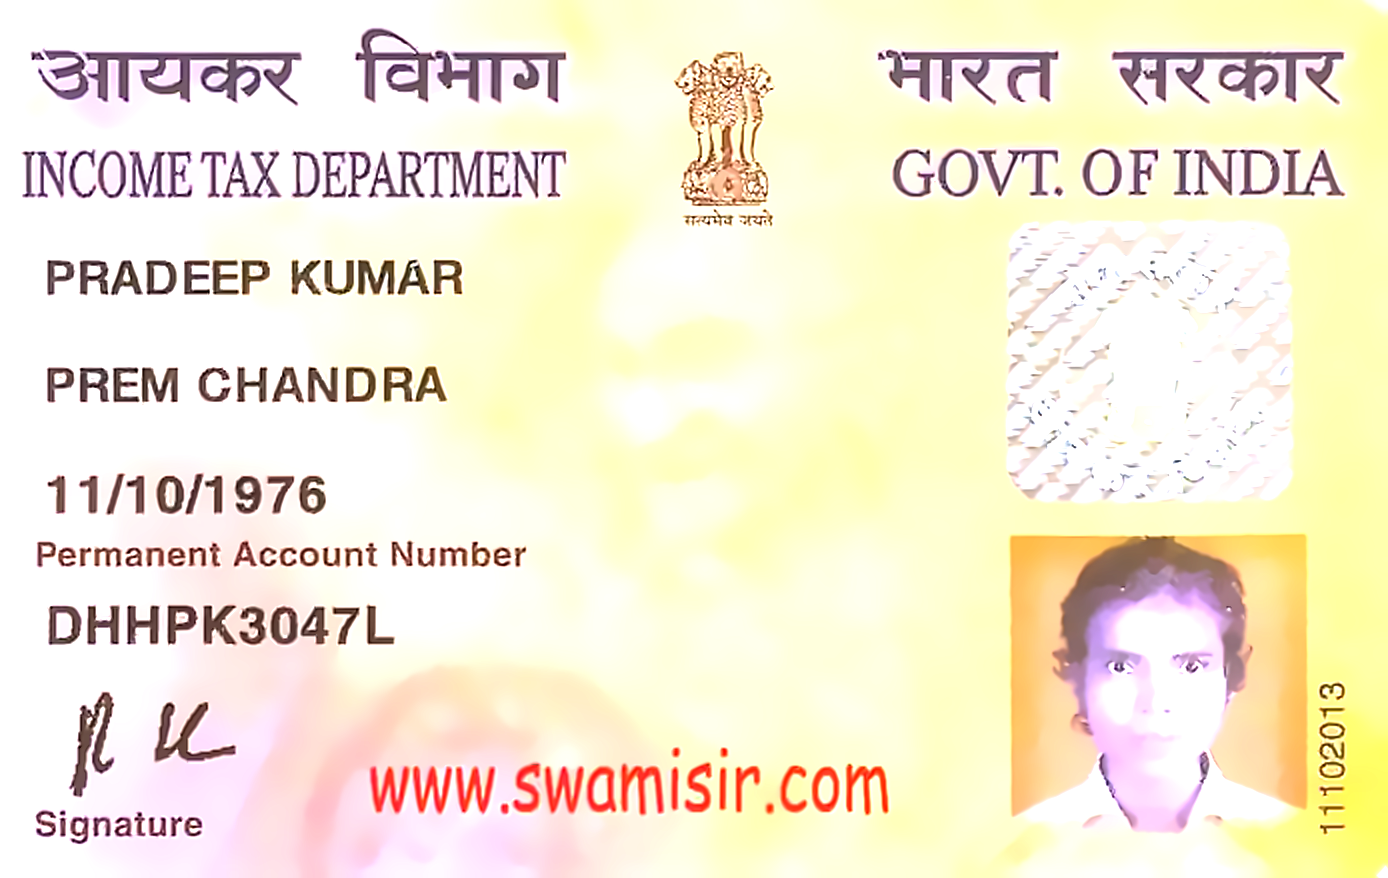 आयकर विभाग
INCOME TAX DEPARTMENT
सत्यमेव जयते
भारत सरकार
GOVT. OF INDIA
PRADEEP KUMAR
PREM CHANDRA
11/10/1976
Permanent Account Number
DHHPK3047L
Signature
www.swamisir.com
11102013